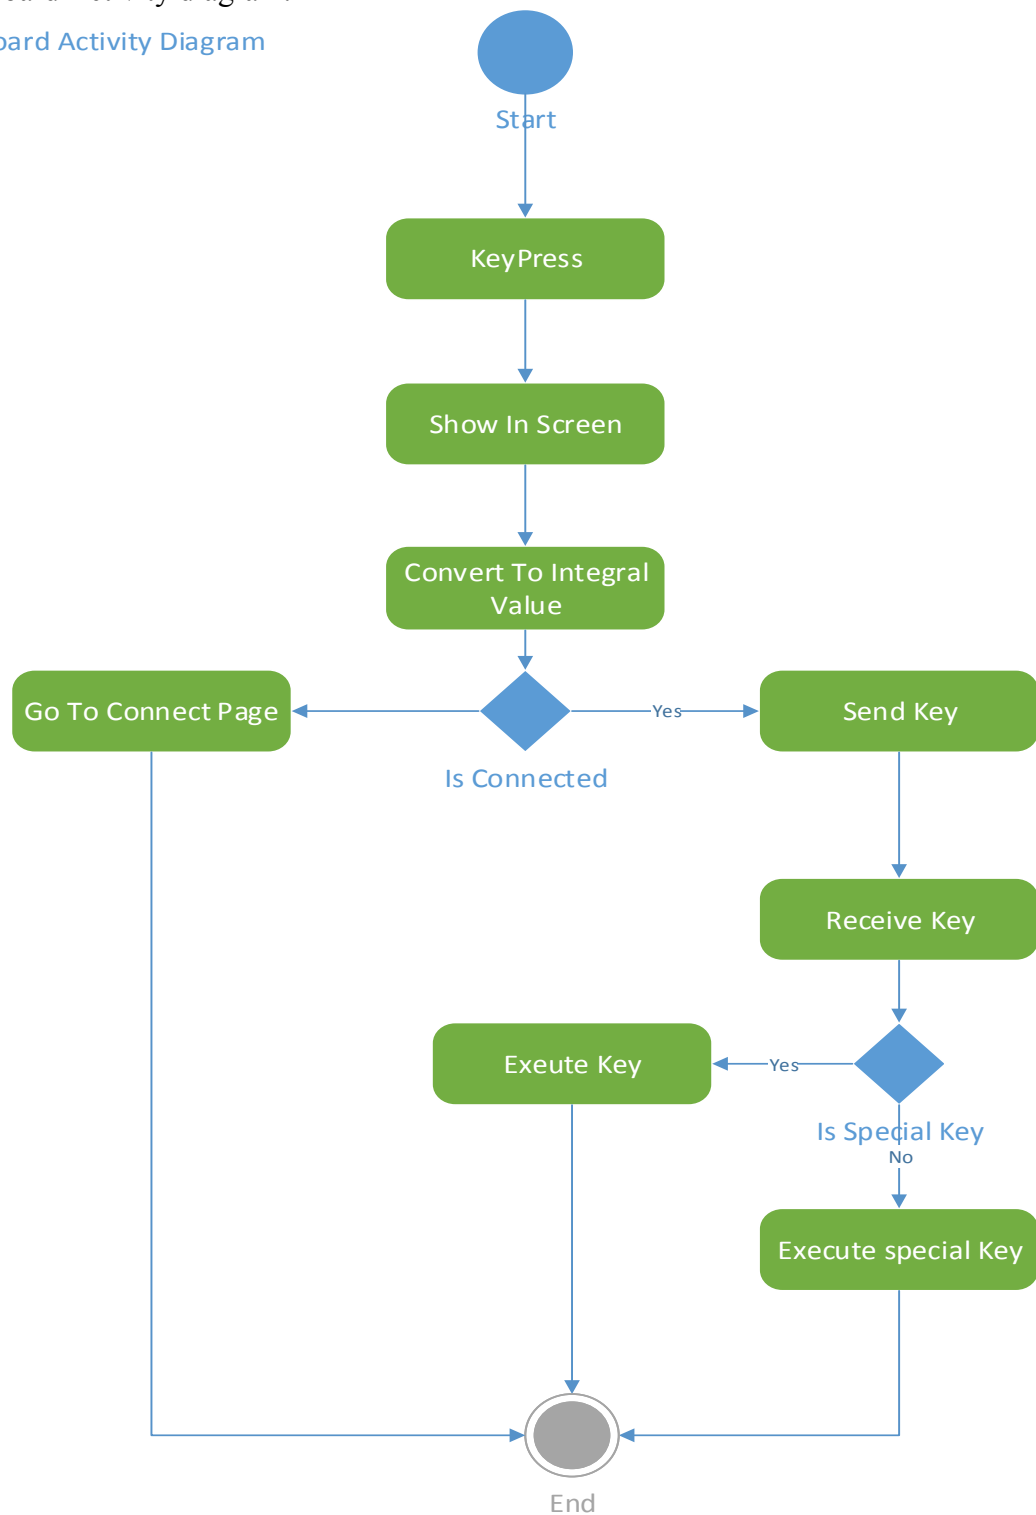 Activity Diagram
Start
KeyPress
Show In Screen
Convert To Integral
Value
Go To Connect Page
Yes
Send Key
Is Connected
Receive Key
Exeute Key
Yes
Is Special Key
No
Execute special Key
End